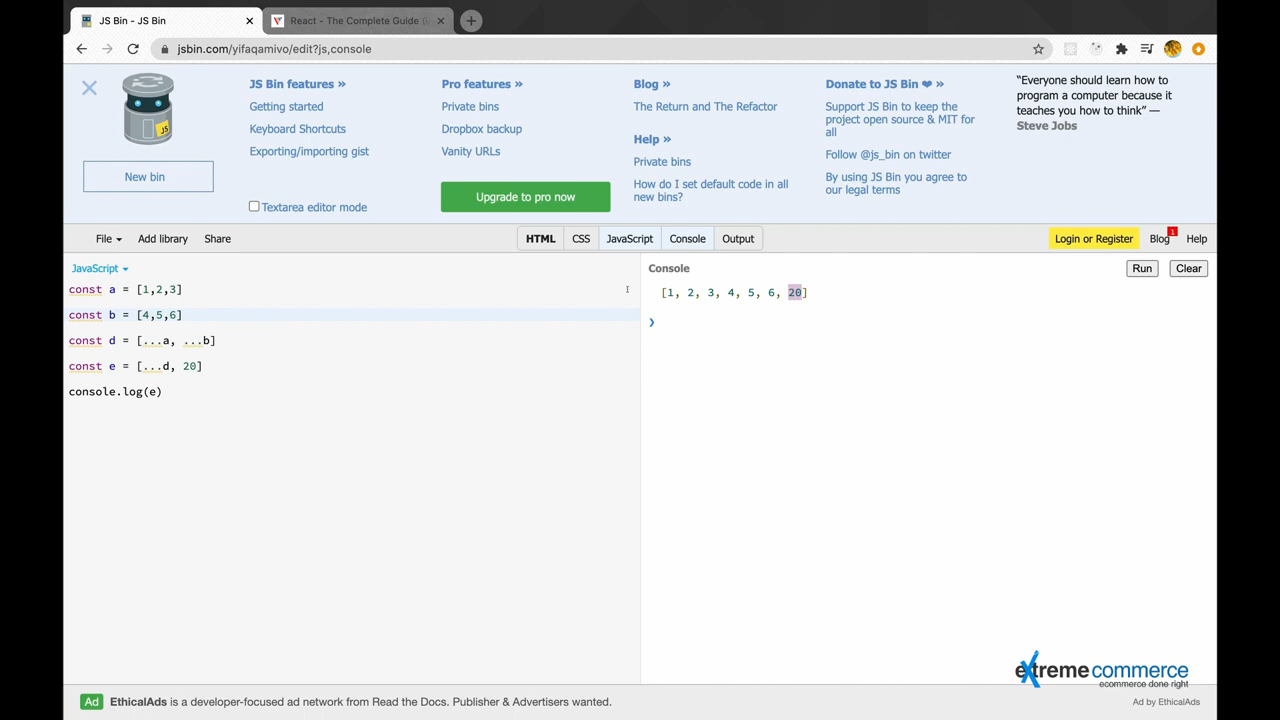 JS Bin - JS Bin
React - The Complete Guide (i
jsbin.com/yifaqamivo/edit?js,console
JS Bin features »
Getting started
Keyboard Shortcuts
Exporting/importing gist
Textarea editor mode
New bin
JS
Pro features »
Private bins
Dropbox backup
Vanity URLs
Upgrade to pro now
Blog »
The Return and The Refactor
Help »
Private bins
How do I set default code in all
new bins?
Donate to JS Bin ❤ »
Support JS Bin to keep the
project open source & MIT for
all
Follow @js_bin on twitter
By using JS Bin you agree to
our legal terms
“Everyone should learn how to
program a computer because it
teaches you how to think” —
Steve Jobs
File
Add library
Share
HTML
CSS
JavaScript
Console
Output
Login or Register
Blog
1
Help
JavaScript
const a = [1,2,3]
const b = [4,5,6]
const d = [...a, ...b]
const e = [...d, 20]
console.log(e)
Console
Run
Clear
[1, 2, 3, 4, 5, 6, 20]
extreme commerce
ecommerce done right
Ad
EthicalAds is a developer-focused ad network from Read the Docs. Publisher & Advertisers wanted.
Ad by EthicalAds